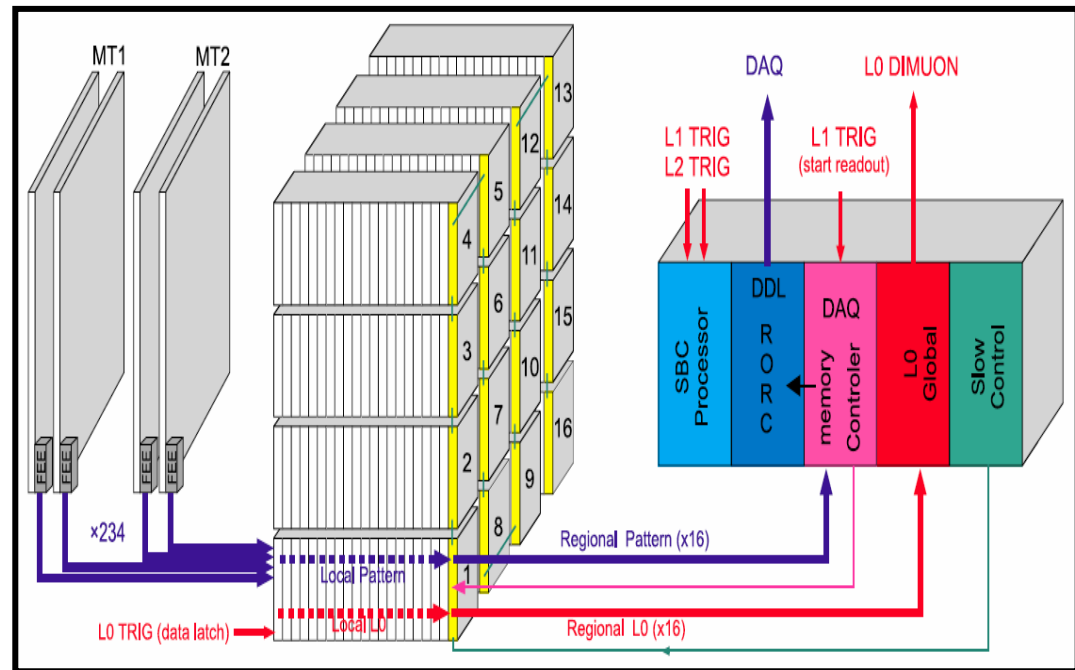 MT1
MT2
FEE
FEE
FEE
FEE
×234
L0 TRIG (data latch)
Local Pattern
Local L0
1
2
3
4
5
6
7
8
9
10
11
12
13
14
15
16
Regional Pattern (x16)
Regional L0 (x16)
DAQ
L0 DIMUON
L1 TRIG
L2 TRIG
L1 TRIG
(start readout)
SBC
Processor
DDL
RORC
DAQ
memory
Controler
L0
Global
Slow
Control